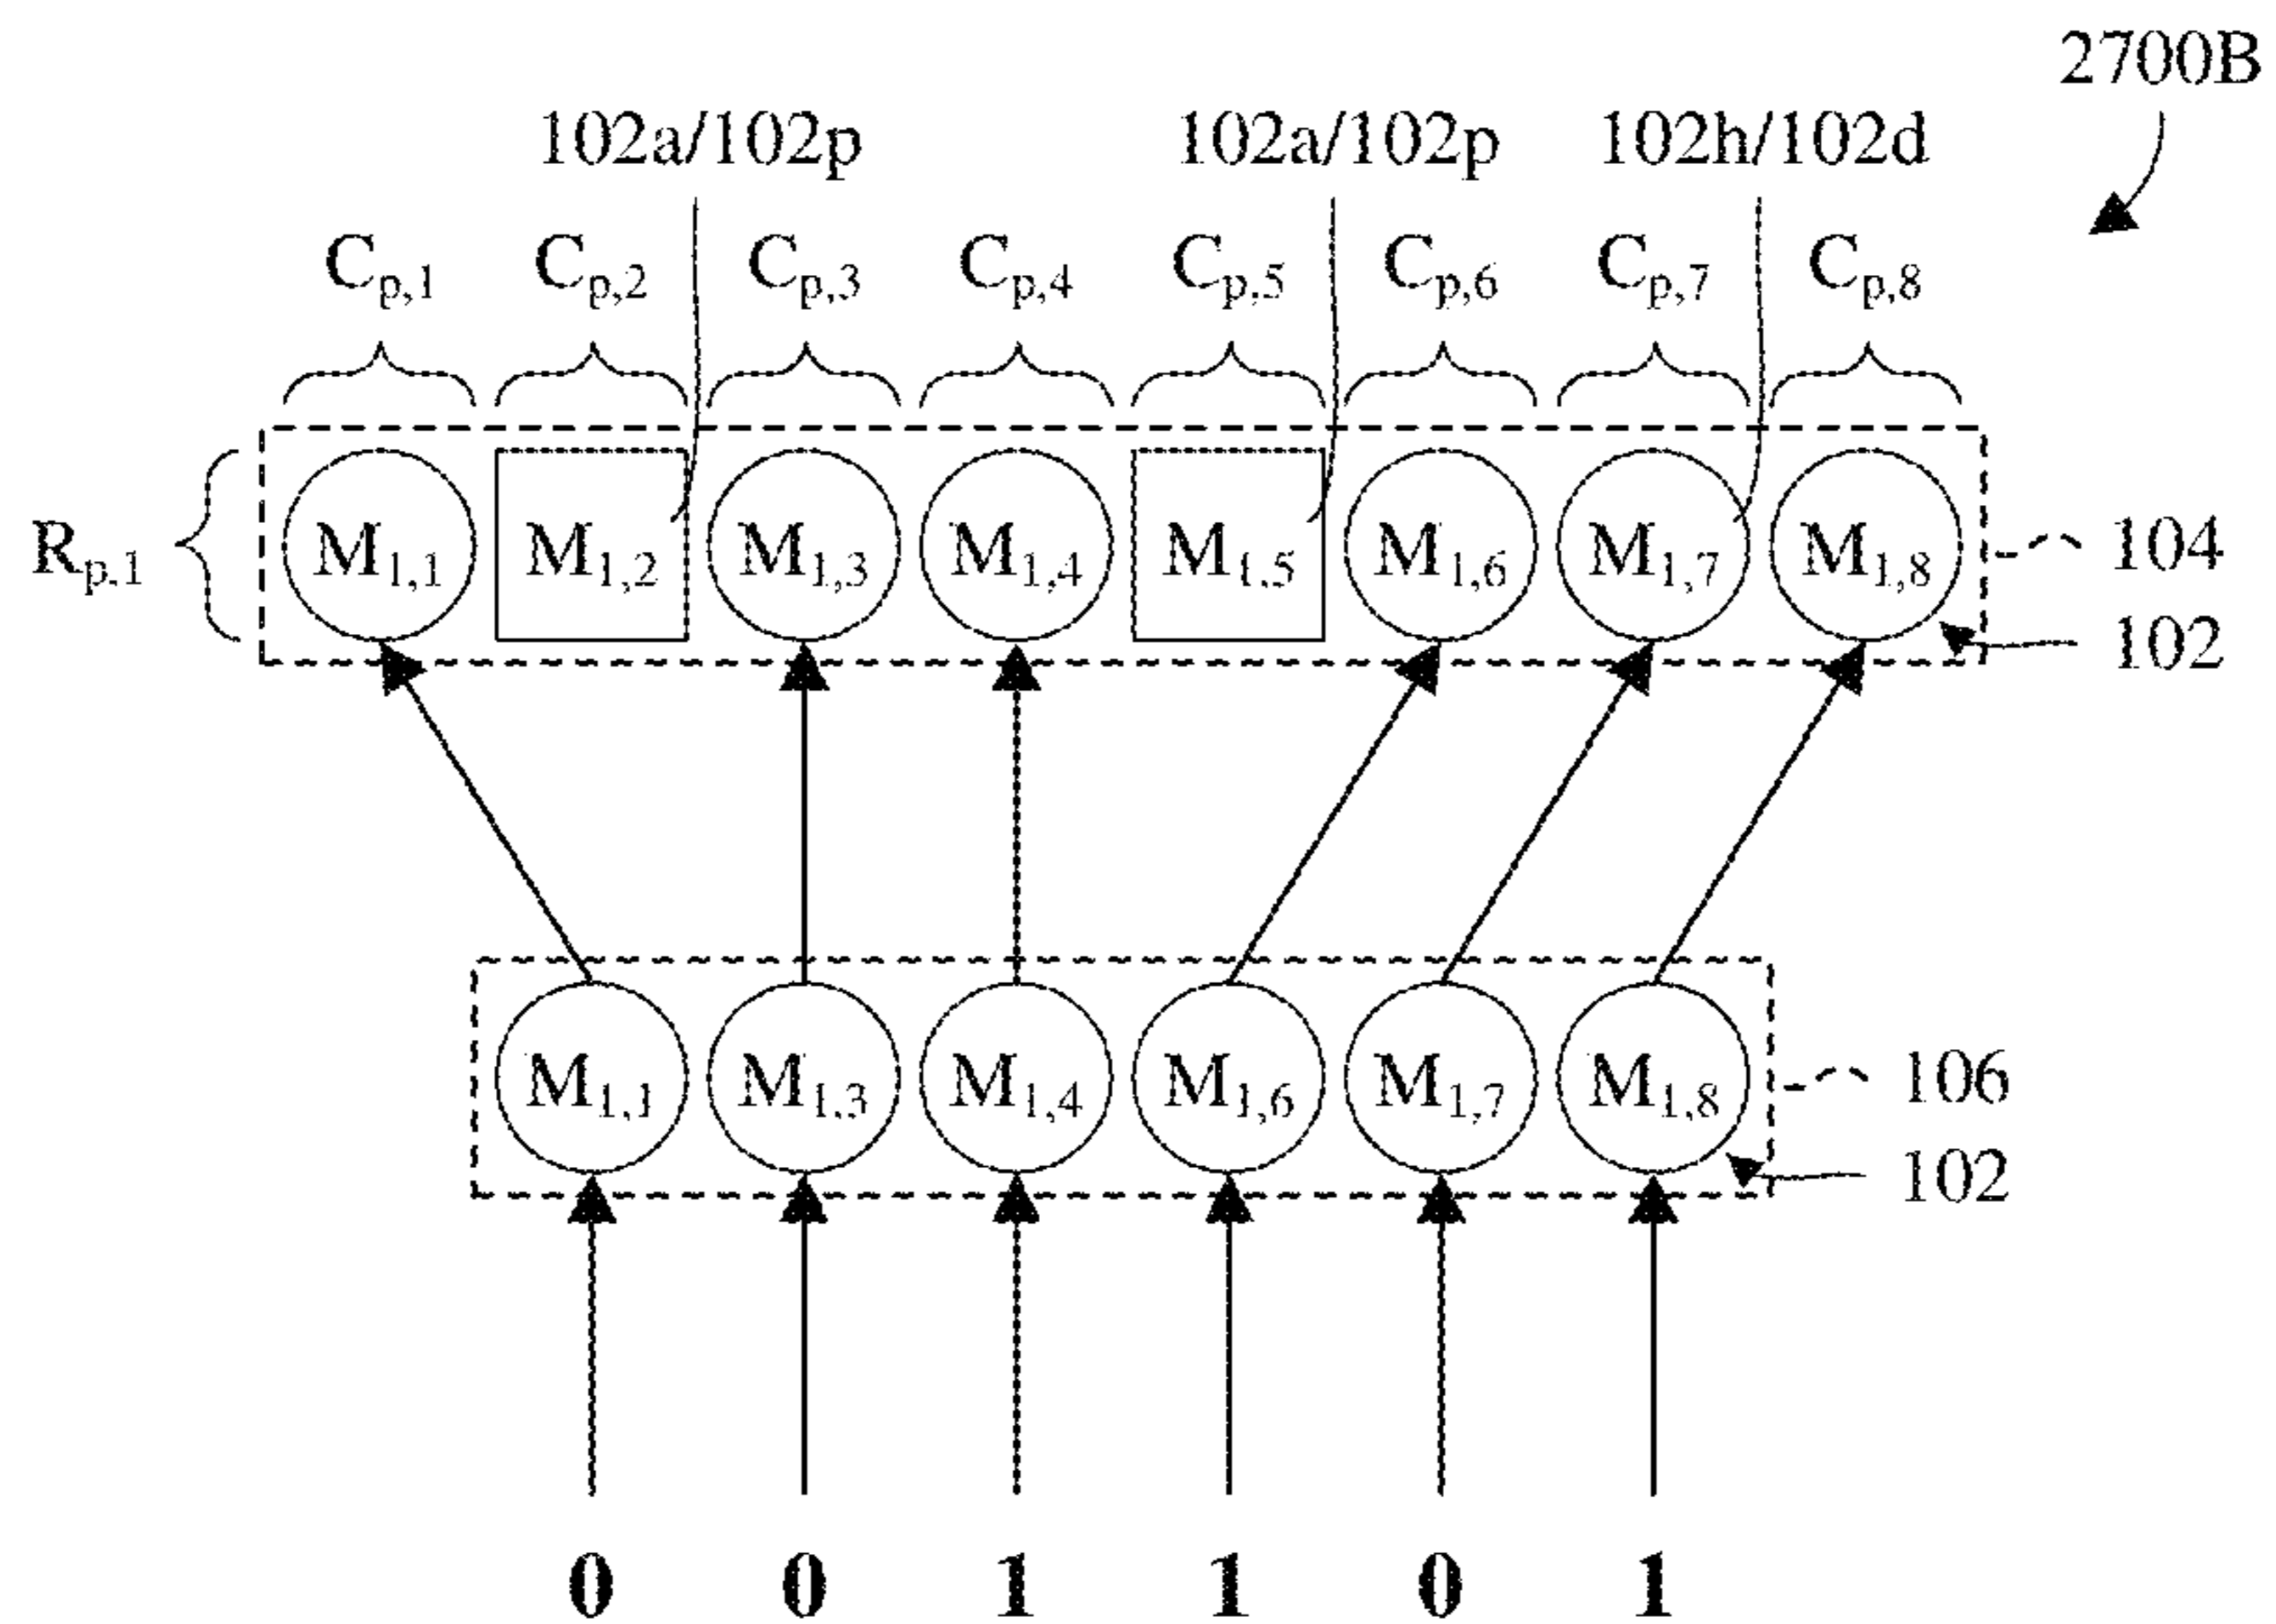 2700B
102a/102p 102a/102p 102h/102d
Cp,1 Cp,2 Cp,3 Cp,4 Cp,5 Cp,6 Cp,7 Cp,8
Rp,1 M1,1 M1,2 M1,3 M1,4 M1,5 M1,6 M1,7 M1,8 104
102
M1,1 M1,3 M1,4 M1,6 M1,7 M1,8 106
102
0 0 1 1 0 1